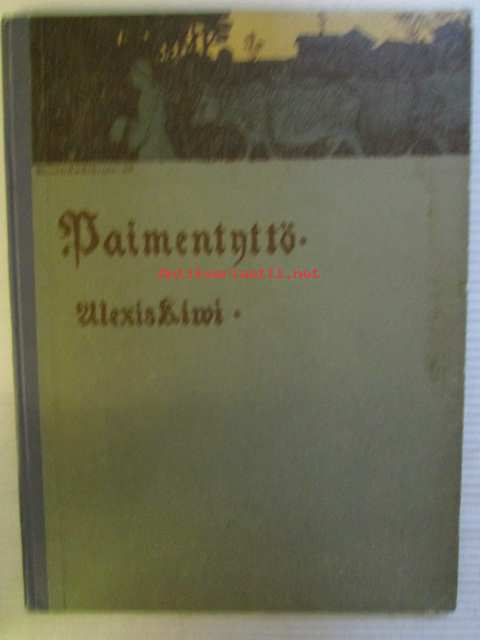 Paimentyttö.
Antikvariaatti.net
Alexis Kiwi.